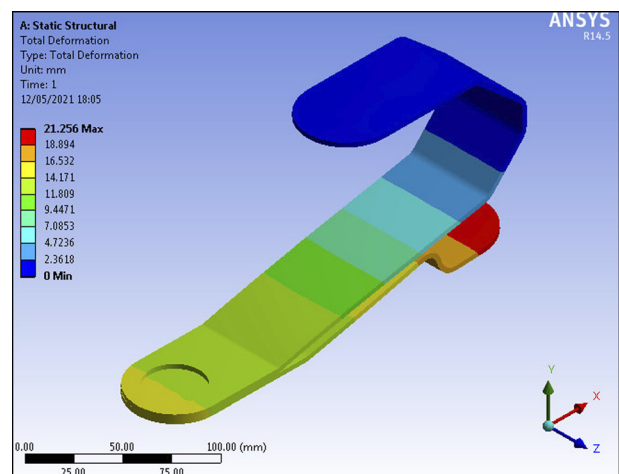 A: Static Structural
Total Deformation
Type: Total Deformation
Unit: mm
Time: 1
12/05/2021 18:05
21.256 Max
18.894
16.532
14.171
11.809
9.4471
7.0853
4.7236
2.3618
0 Min
ANSYS
R14.5
Y
X
Z
0.00 50.00 100.00 (mm)
25.00 75.00